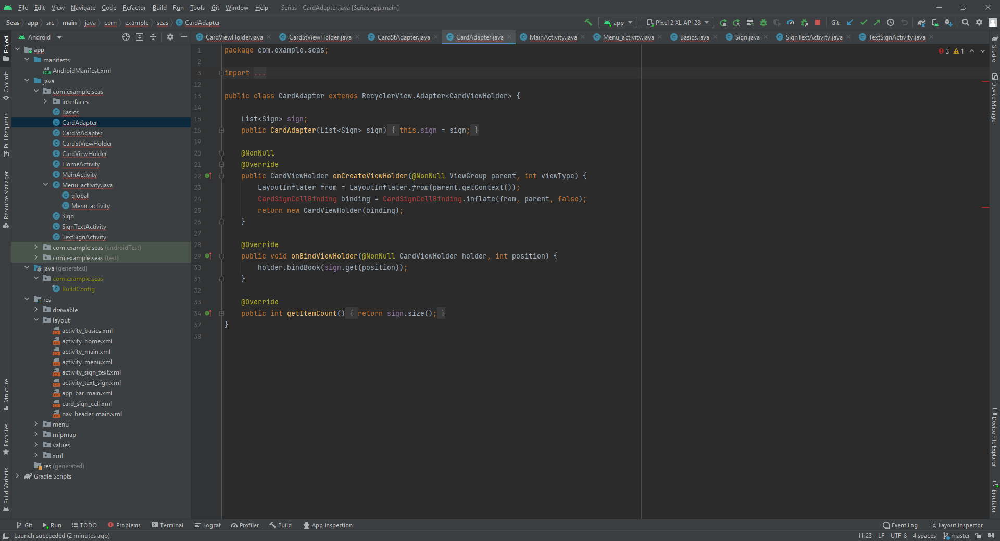 File Edit View Navigate Code Refactor Build Run Tools Git Window Help Señas - CardAdapter.java [Señas.app.main]
Seas app src main java com example seas CardAdapter app Pixel 2 XL API 28 Git:
Android
CardViewHolder.java CardStViewHolder.java CardStAdapter.java CardAdapter.java MainActivity.java Menu_activity.java Basics.java Sign.java SignTextActivity.java TextSignActivity.java
Project
Commit
Pull Requests
Resource Manager
Structure
Favorites
Build Variants
app
manifests
AndroidManifest.xml
java
com.example.seas
interfaces
Basics
CardAdapter
CardStAdapter
CardStViewHolder
CardViewHolder
HomeActivity
MainActivity
Menu_activity.java
global
Menu_activity
Sign
SignTextActivity
TextSignActivity
com.example.seas (androidTest)
com.example.seas (test)
java (generated)
com.example.seas
BuildConfig
res
drawable
layout
activity_basics.xml
activity_home.xml
activity_main.xml
activity_menu.xml
activity_sign_text.xml
activity_text_sign.xml
app_bar_main.xml
card_sign_cell.xml
nav_header_main.xml
menu
mipmap
values
xml
res (generated)
Gradle Scripts
1 package com.example.seas;
2
3 import ...
12
13 public class CardAdapter extends RecyclerView.Adapter<CardViewHolder> {
14
15 List<Sign> sign;
16 public CardAdapter(List<Sign> sign) { this.sign = sign; }
19
20 @NonNull
21 @Override
22 public CardViewHolder onCreateViewHolder(@NonNull ViewGroup parent, int viewType) {
23 LayoutInflater from = LayoutInflater.from(parent.getContext());
24 CardSignCellBinding binding = CardSignCellBinding.inflate(from, parent, false);
25 return new CardViewHolder(binding);
26 }
27
28 @Override
29 public void onBindViewHolder(@NonNull CardViewHolder holder, int position) {
30 holder.bindBook(sign.get(position));
31 }
32
33 @Override
34 public int getItemCount() { return sign.size(); }
37 }
38
3 1
Gradle
Device Manager
Device File Explorer
Emulator
Git Run TODO Problems Terminal Logcat Profiler Build App Inspection Event Log Layout Inspector
Launch succeeded (2 minutes ago) 11:23 LF UTF-8 4 spaces master